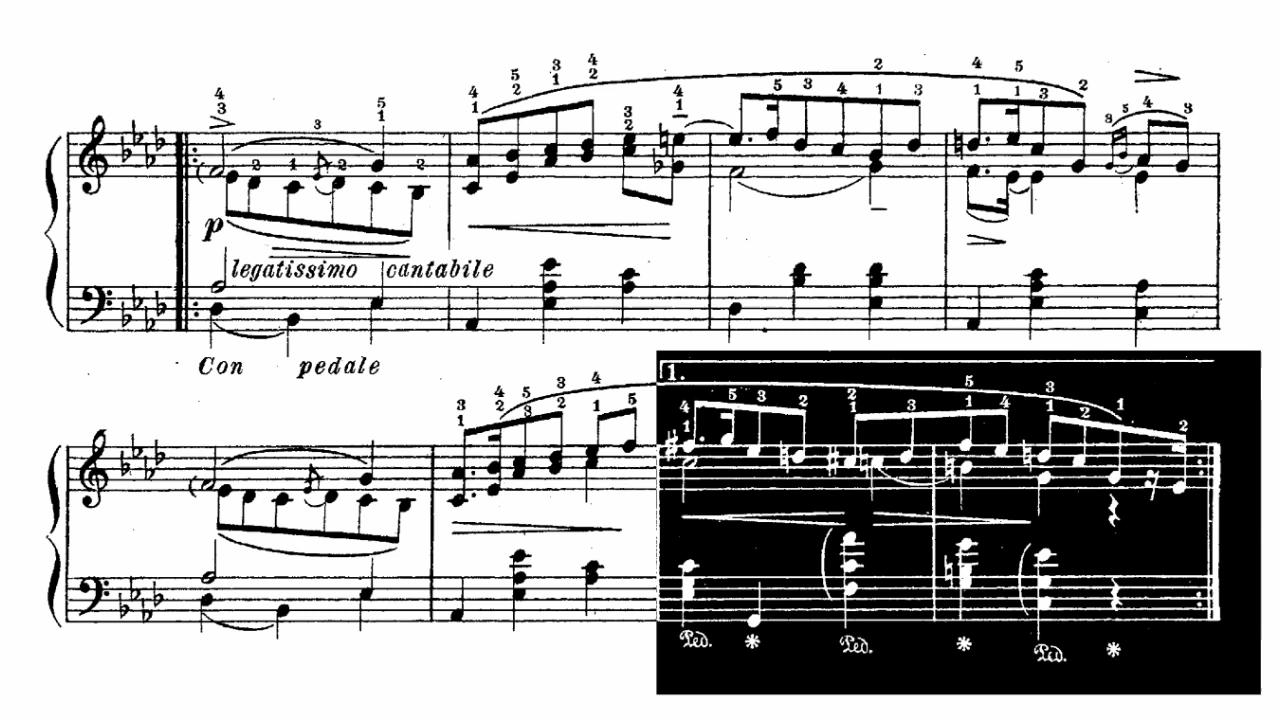 p
legatissimo cantabile
Con pedale
1.
Ped. * Ped. * Ped. *